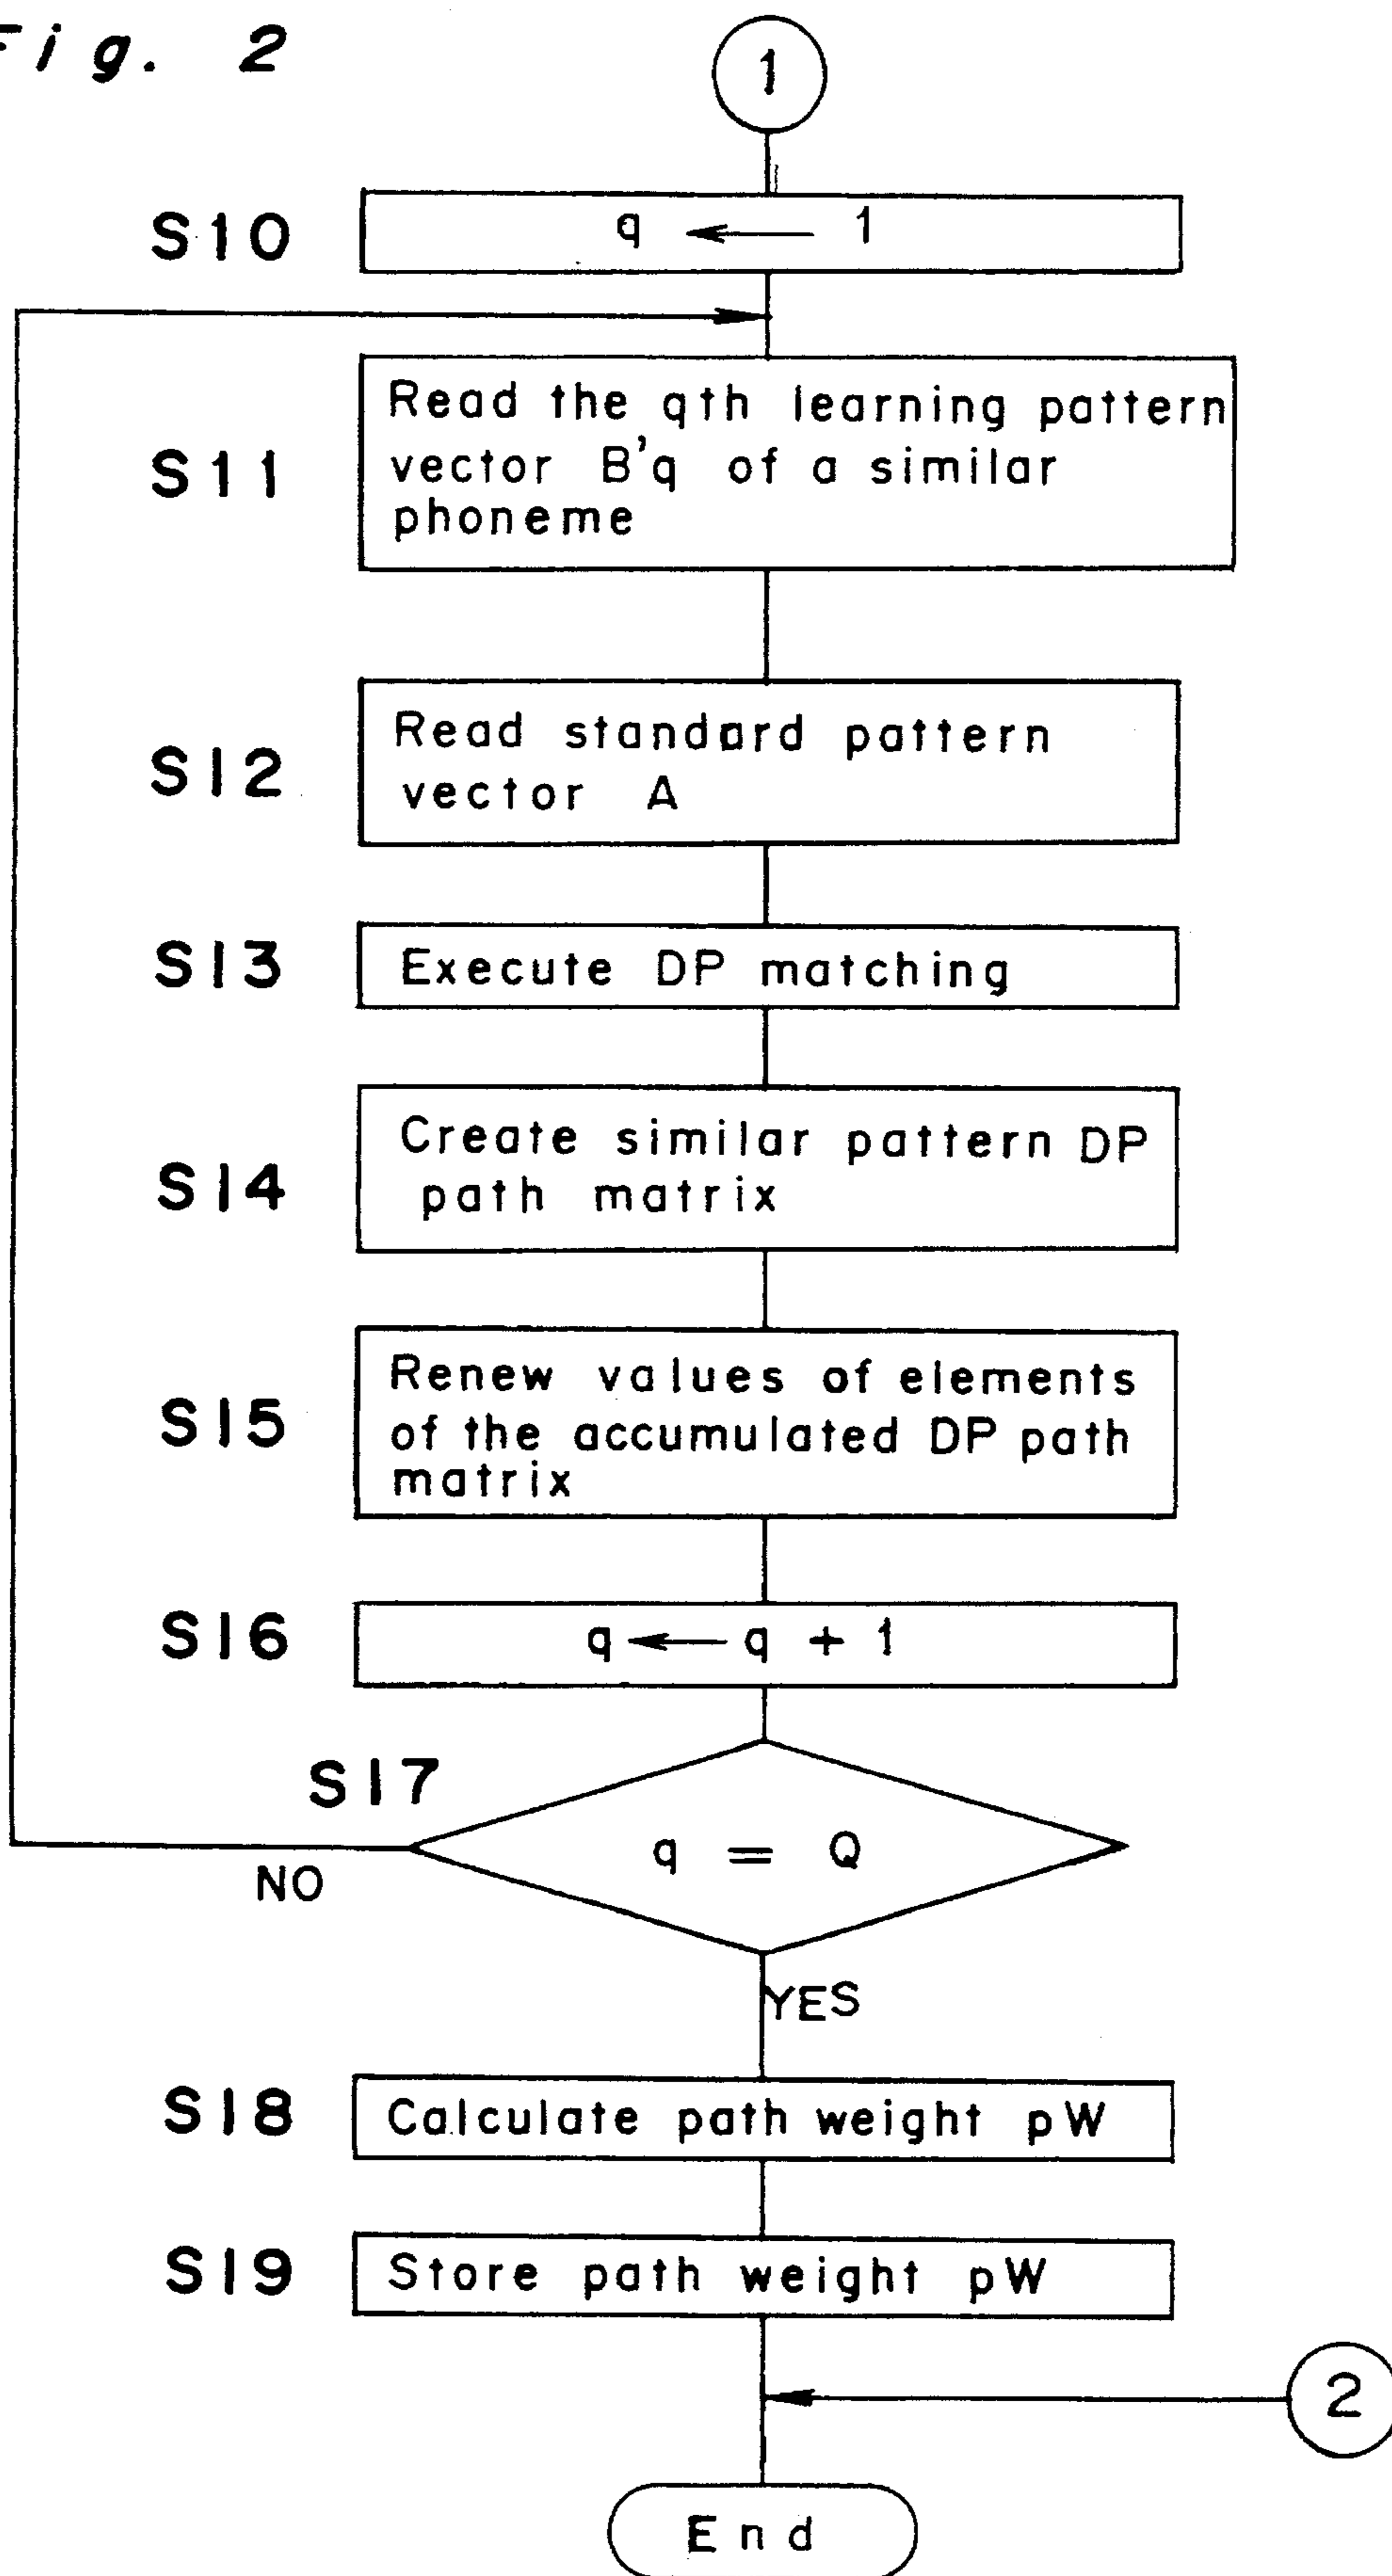 Fig. 2
1
S10
q ← 1
S11
Read the qth learning pattern
vector B'q of a similar
phoneme
S12
Read standard pattern
vector A
S13
Execute DP matching
S14
Create similar pattern DP
path matrix
S15
Renew values of elements
of the accumulated DP path
matrix
S16
q ← q + 1
S17
q = Q
NO
YES
S18
Calculate path weight pW
S19
Store path weight pW
2
End